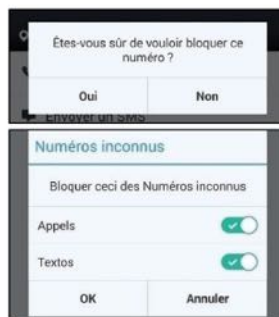 Êtes-vous sûr de vouloir bloquer ce
numéro ?
Oui Non
Envoyer un SMS
Numéros inconnus
Bloquer ceci des Numéros inconnus
Appels
Textos
OK Annuler